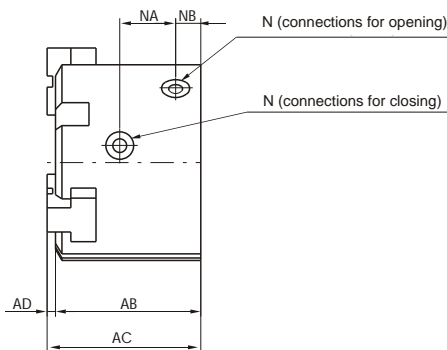 NA NB
N (connections for opening)
N (connections for closing)
AD AB
AC